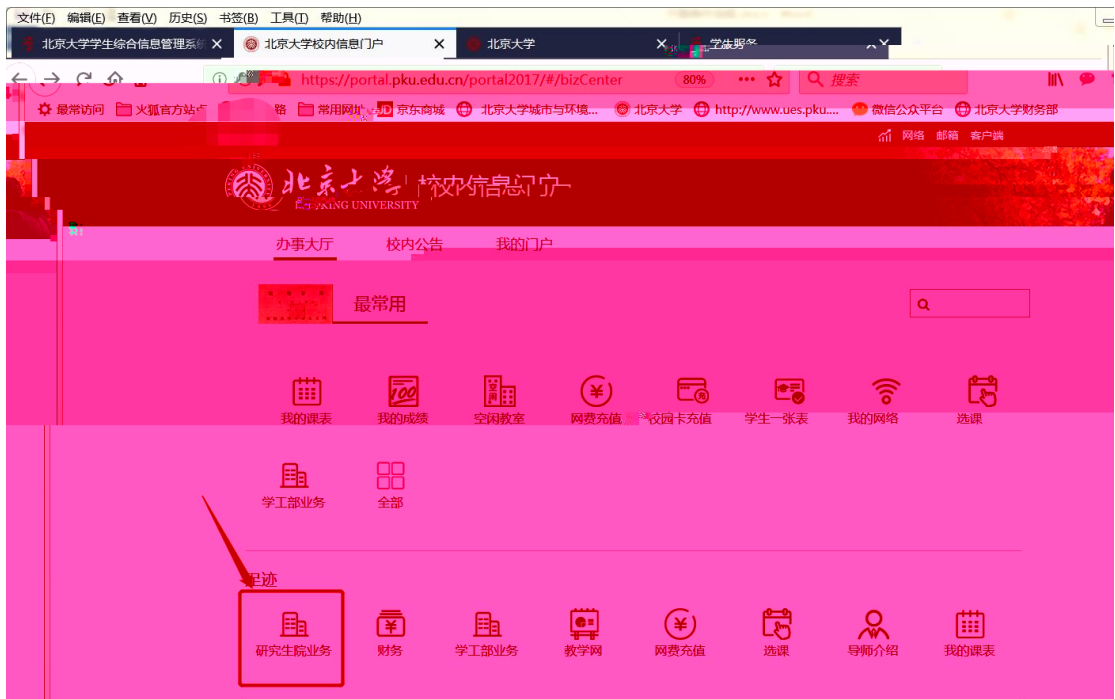 文件(F) 编辑(E) 查看(V) 历史(S) 书签(B) 工具(T) 帮助(H)
北京大学学生综合信息管理系统 北京大学校内信息门户 北京大学
https://portal.pku.edu.cn/portal2017/#/bizCenter 80% 搜索
最常访问 火狐官方站点 常用网址 JD 京东商城 北京大学城市与环境... 北京大学 http://www.ues.pku.... 微信公众平台 北京大学财务部
网络 邮箱 客户端
北京大学 校内信息门户
PEKING UNIVERSITY
办事大厅 校内公告 我的门户
最常用
我的课表 我的成绩 空闲教室 网费充值 校园卡充值 学生一张表 我的网络 选课
学工部业务 全部
足迹
研究生院业务 财务 学工部业务 教学网 网费充值 选课 导师介绍 我的课表